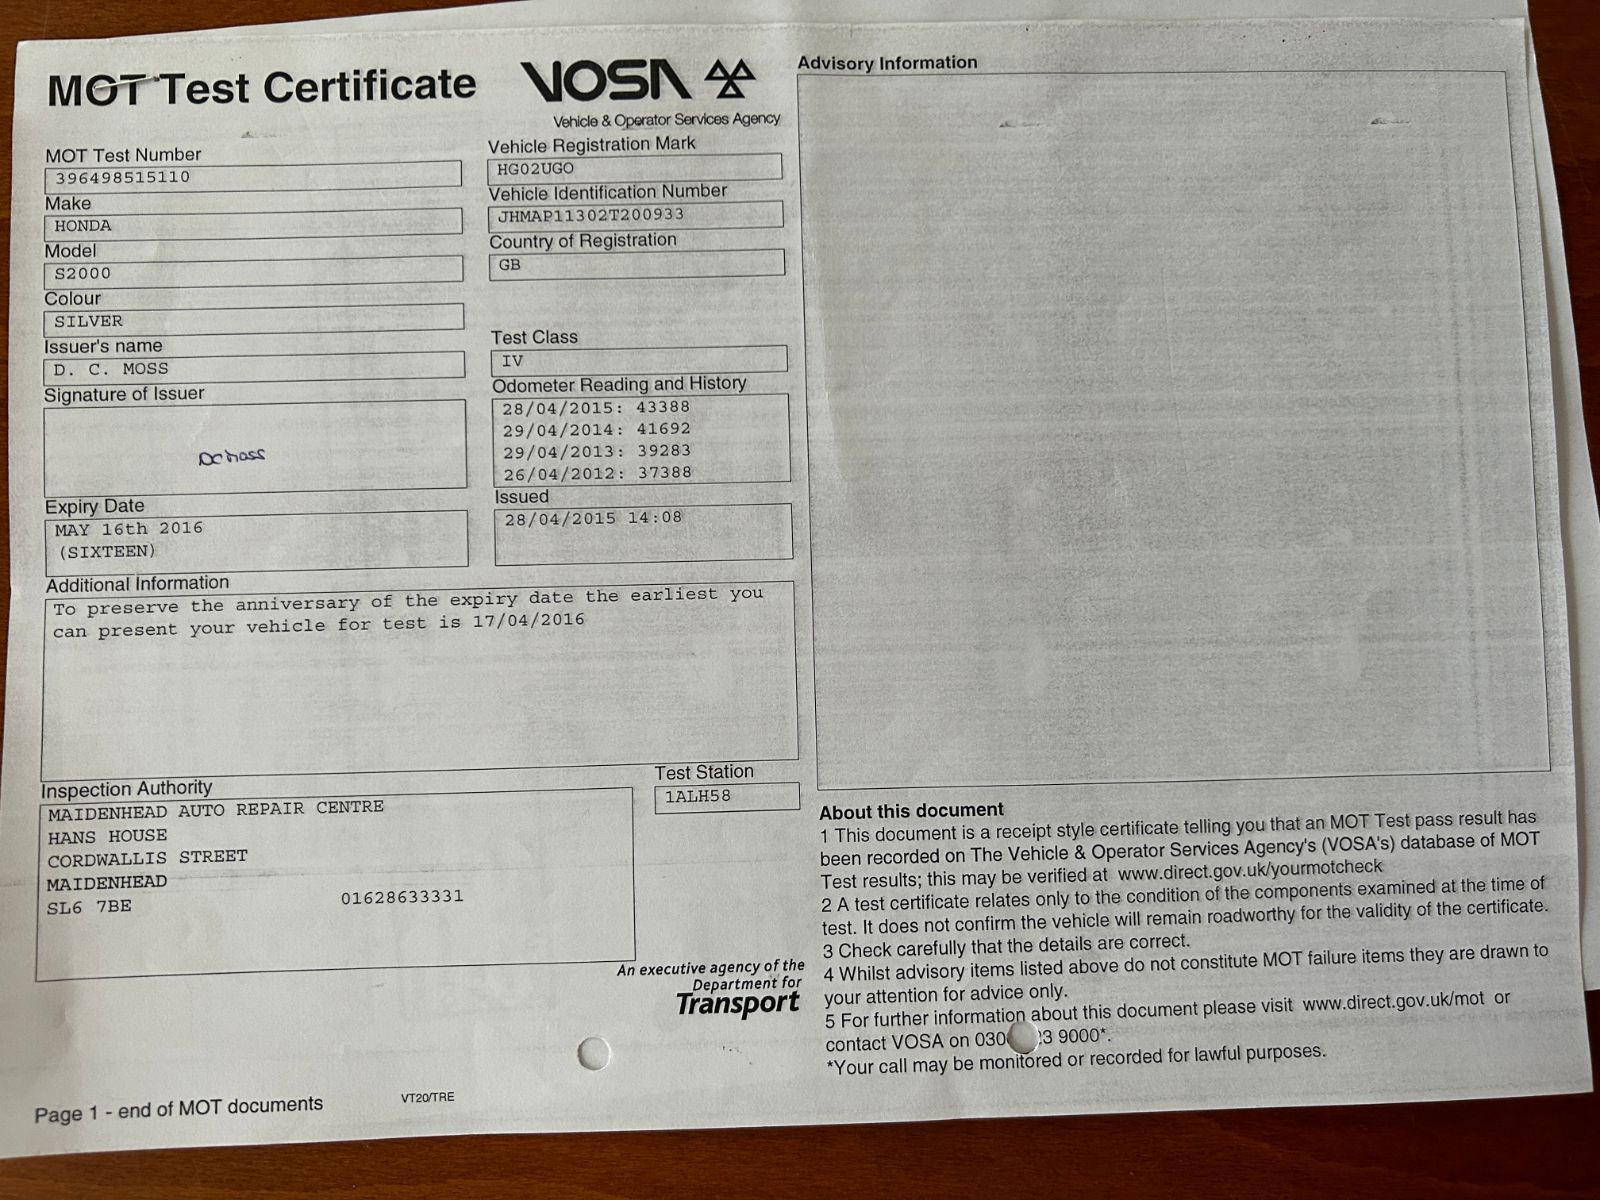 MOT Test Certificate
VOSA
Vehicle & Operator Services Agency
MOT Test Number
396498515110
Make
HONDA
Model
S2000
Colour
SILVER
Issuer's name
D. C. MOSS
Signature of Issuer
DCMoss
Expiry Date
MAY 16th 2016
(SIXTEEN)
Vehicle Registration Mark
HG02UGO
Vehicle Identification Number
JHMAP11302T200933
Country of Registration
GB
Test Class
IV
Odometer Reading and History
28/04/2015: 43388
29/04/2014: 41692
29/04/2013: 39283
26/04/2012: 37388
Issued
28/04/2015 14:08
Additional Information
To preserve the anniversary of the expiry date the earliest you
can present your vehicle for test is 17/04/2016
Inspection Authority
MAIDENHEAD AUTO REPAIR CENTRE
HANS HOUSE
CORDWALLIS STREET
MAIDENHEAD
SL6 7BE
01628633331
Test Station
1ALH58
An executive agency of the
Department for
Transport
Page 1 - end of MOT documents
VT20/TRE
Advisory Information
About this document
1 This document is a receipt style certificate telling you that an MOT Test pass result has
been recorded on The Vehicle & Operator Services Agency's (VOSA's) database of MOT
Test results; this may be verified at www.direct.gov.uk/yourmotcheck
2 A test certificate relates only to the condition of the components examined at the time of
test. It does not confirm the vehicle will remain roadworthy for the validity of the certificate.
3 Check carefully that the details are correct.
4 Whilst advisory items listed above do not constitute MOT failure items they are drawn to
your attention for advice only.
5 For further information about this document please visit www.direct.gov.uk/mot or
contact VOSA on 030 23 9000*.
*Your call may be monitored or recorded for lawful purposes.